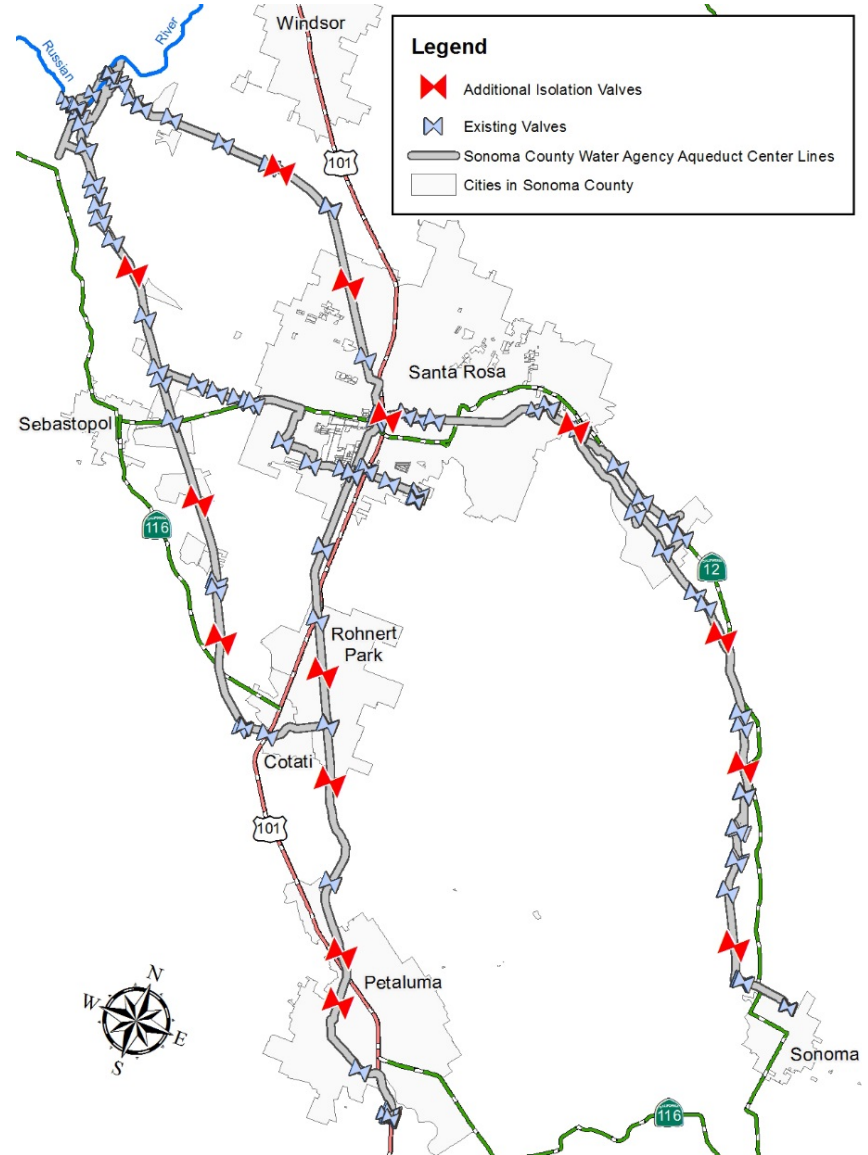 Windsor
River
Russian
Legend
Additional Isolation Valves
Existing Valves
Sonoma County Water Agency Aqueduct Center Lines
Cities in Sonoma County
101
Santa Rosa
Sebastopol
116
12
Rohnert
Park
Cotati
101
Petaluma
N
W
E
S
Sonoma
116